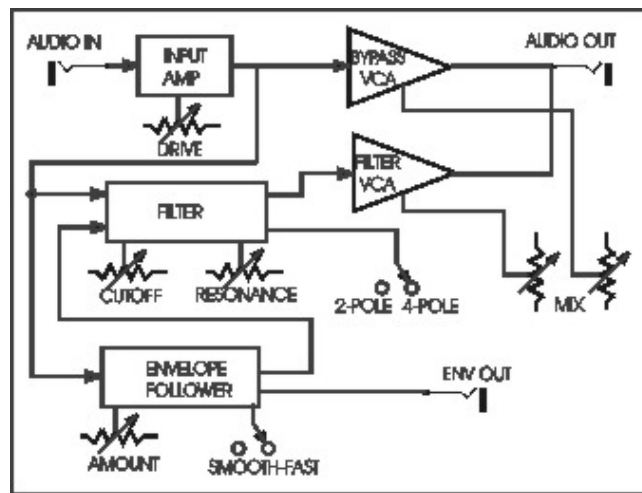 AUDIO IN
INPUT
AMP
BYPASS
VCA
AUDIO OUT
DRIVE
FILTER
VCA
FILTER
CUTOFF
RESONANCE
2-POLE 4-POLE
MIX
ENVELOPE
FOLLOWER
ENV OUT
AMOUNT
SMOOTH-FAST